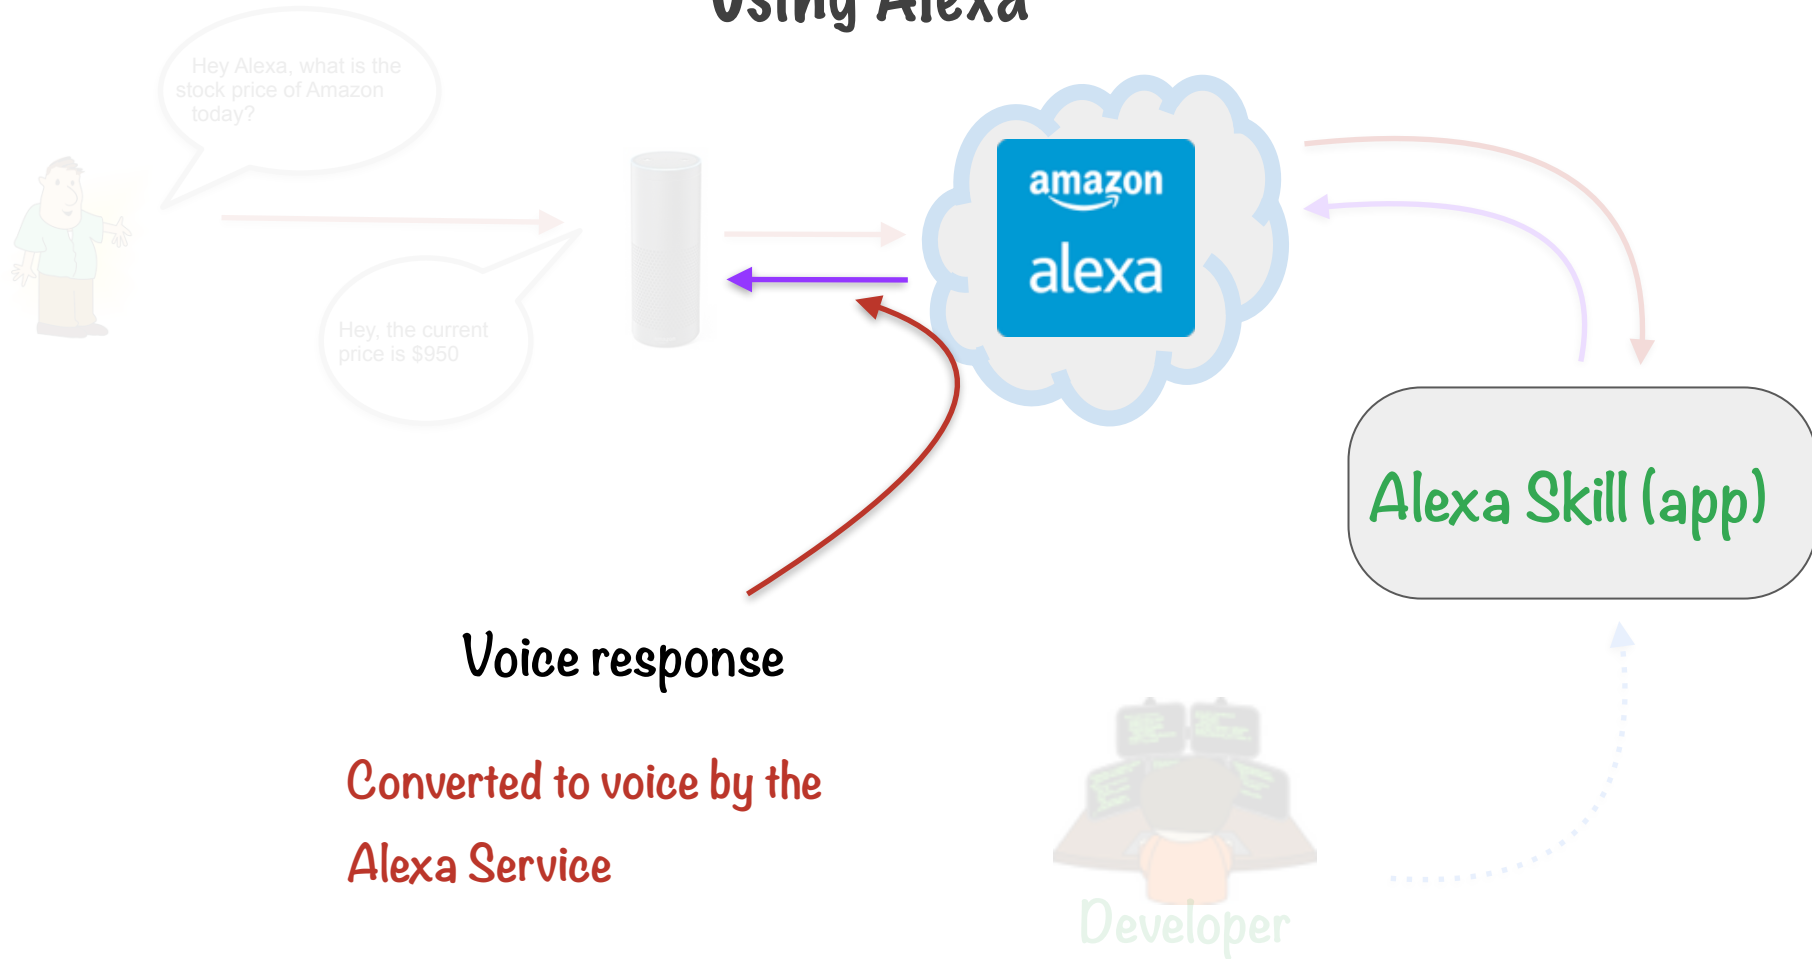 Using Alexa
Hey Alexa, what is the
stock price of Amazon
today?
amazon
alexa
Hey, the current
price is $950
Alexa Skill (app)
Voice response
Converted to voice by the
Alexa Service
Developer